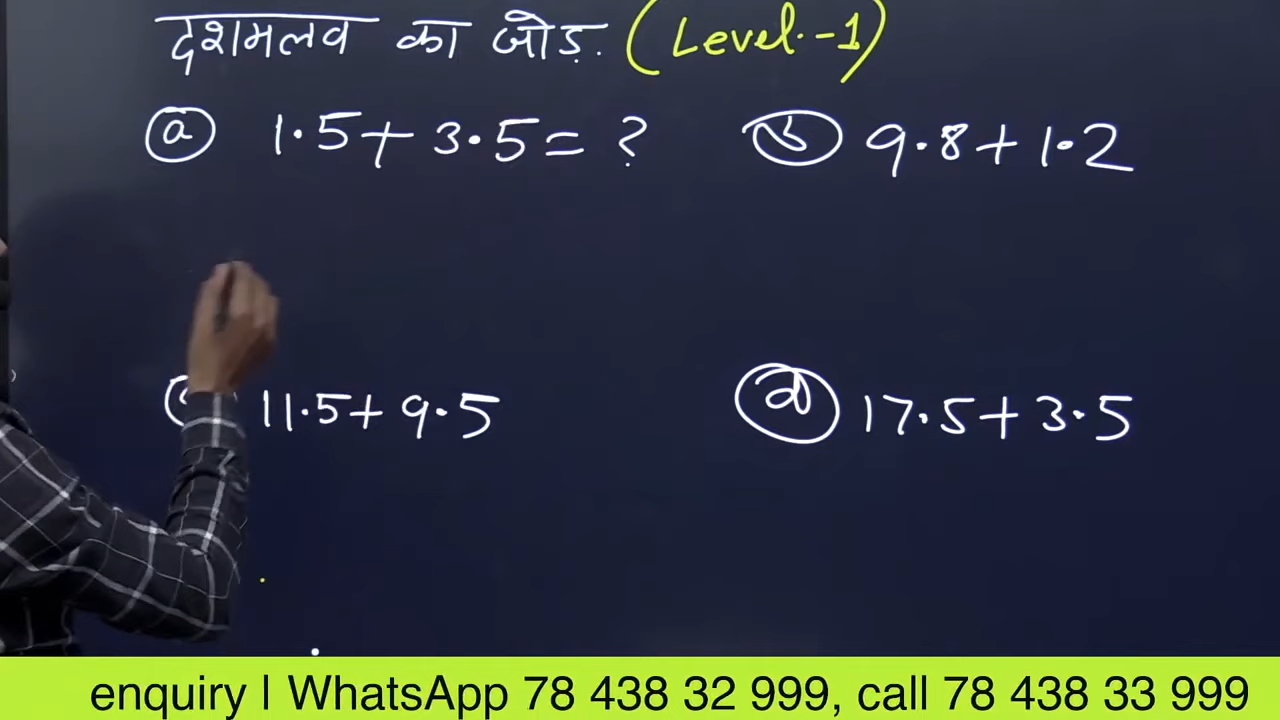 दशमलव का जोड़. (Level.-1)
(a) 1.5+3.5=? (b) 9.8+1.2
11.5+9.5 (d) 17.5+3.5
enquiry | WhatsApp 78 438 32 999, call 78 438 33 999